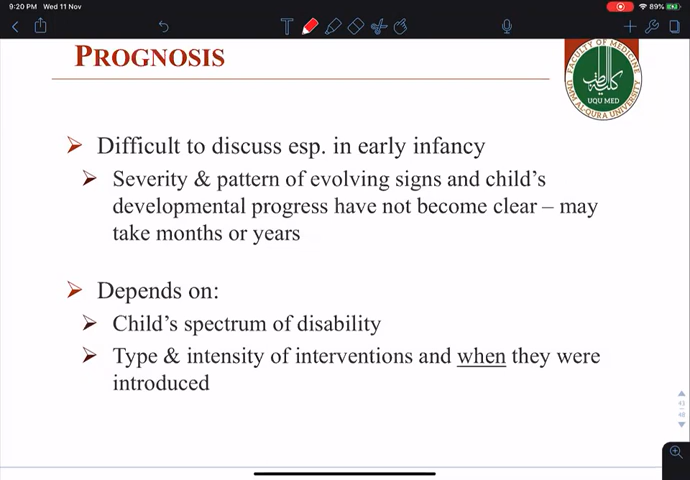 9:20 PM Wed 11 Nov
89%
PROGNOSIS
FACULTY OF MEDICINE
UQU MED
UMM AL-QURA UNIVERSITY
Difficult to discuss esp. in early infancy
Severity & pattern of evolving signs and child's
developmental progress have not become clear – may
take months or years
Depends on:
Child's spectrum of disability
Type & intensity of interventions and when they were
introduced
43
48